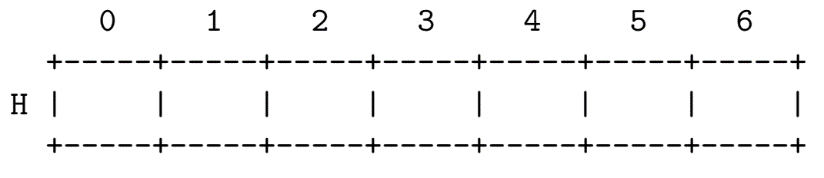 0     1     2     3     4     5     6
  +-----+-----+-----+-----+-----+-----+-----+
H |     |     |     |     |     |     |     |
  +-----+-----+-----+-----+-----+-----+-----+